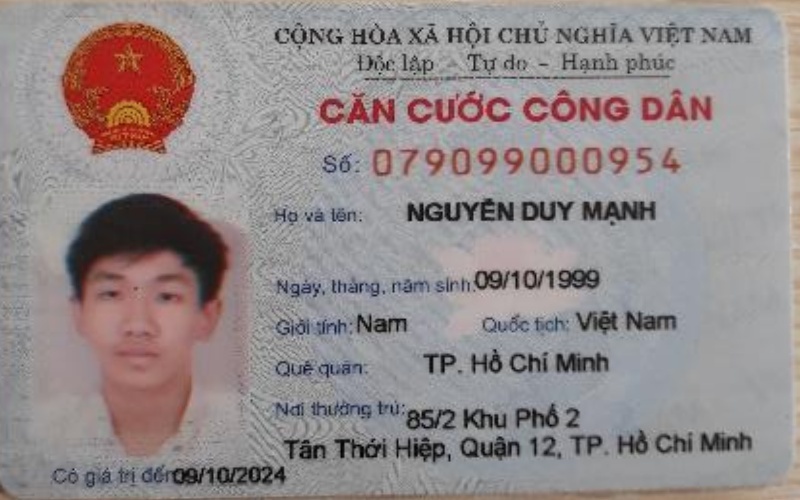 CỘNG HÒA XÃ HỘI CHỦ NGHĨA VIỆT NAM
Độc lập - Tự do - Hạnh phúc
CĂN CƯỚC CÔNG DÂN
Số: 079099000954
Họ và tên: NGUYỄN DUY MẠNH
Ngày, tháng, năm sinh: 09/10/1999
Giới tính: Nam Quốc tịch: Việt Nam
Quê quán: TP. Hồ Chí Minh
Nơi thường trú: 85/2 Khu Phố 2
Tân Thới Hiệp, Quận 12, TP. Hồ Chí Minh
Có giá trị đến 09/10/2024